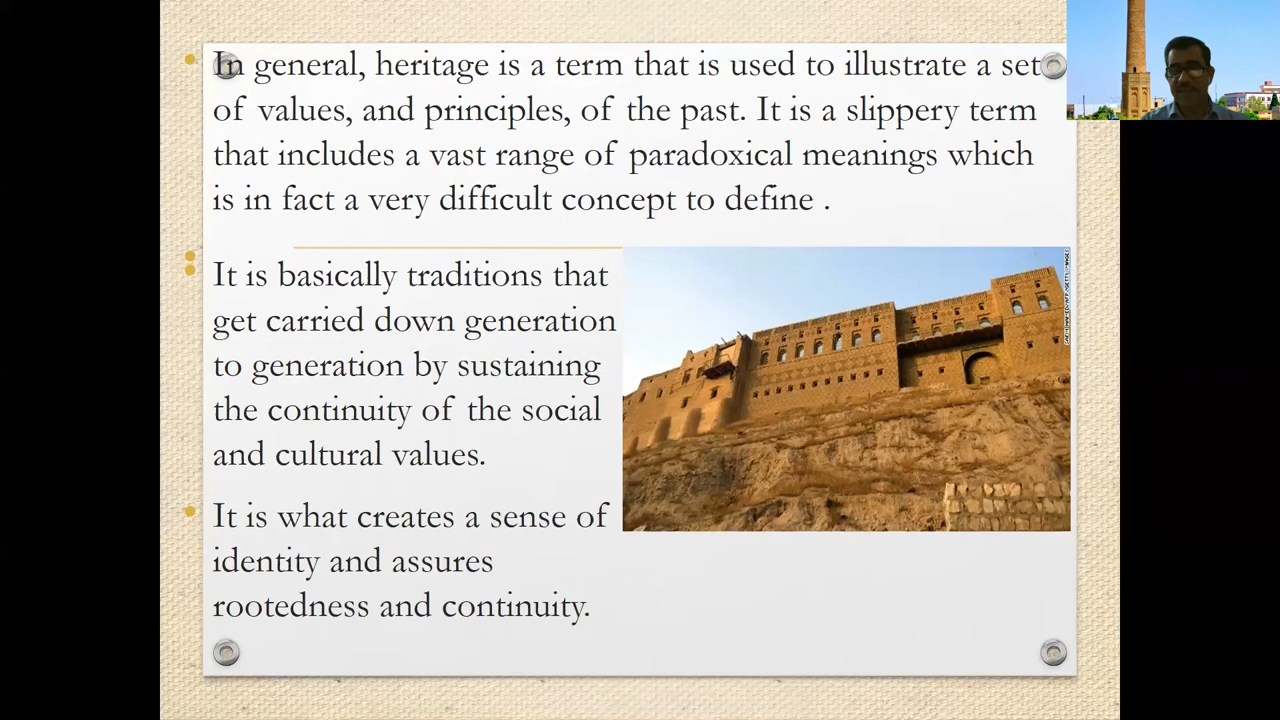 In general, heritage is a term that is used to illustrate a set
of values, and principles, of the past. It is a slippery term
that includes a vast range of paradoxical meanings which
is in fact a very difficult concept to define .
It is basically traditions that
get carried down generation
to generation by sustaining
the continuity of the social
and cultural values.
It is what creates a sense of
identity and assures
rootedness and continuity.